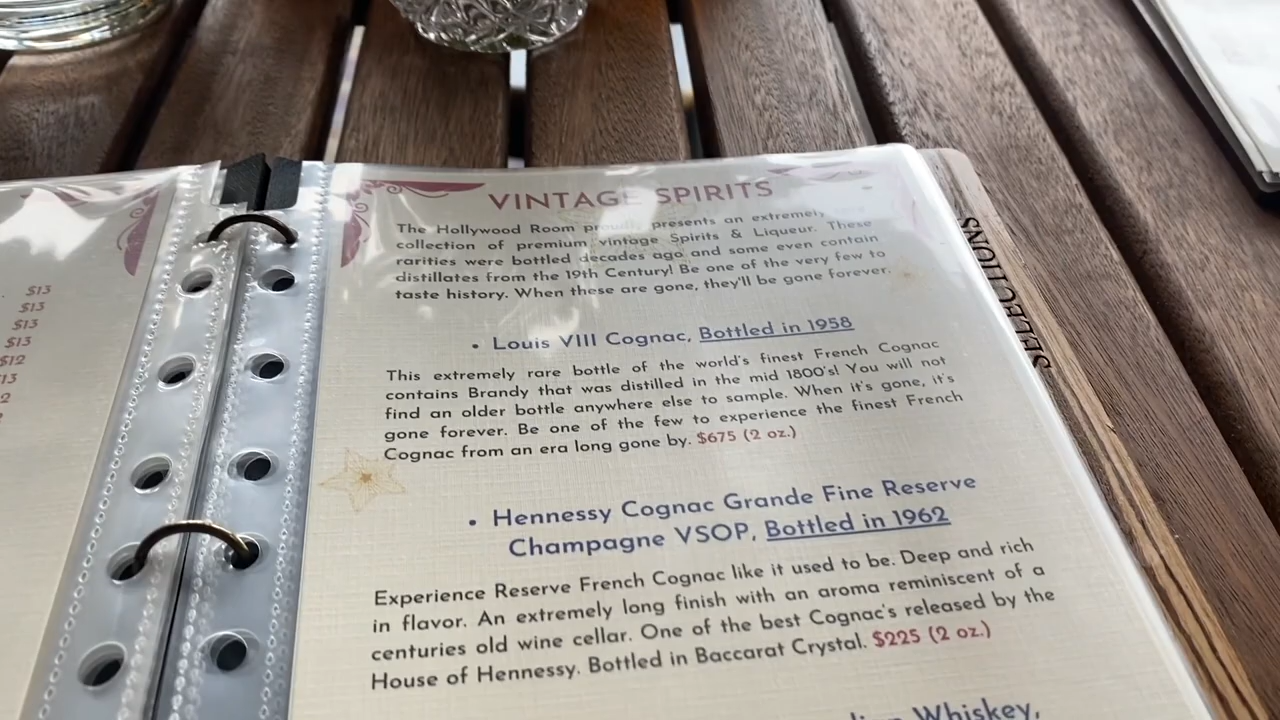 $13
$13
$13
$13
$12
VINTAGE SPIRITS
The Hollywood Room proudly presents an extremely
collection of premium vintage Spirits & Liqueur. These
rarities were bottled decades ago and some even contain
distillates from the 19th Century! Be one of the very few to
taste history. When these are gone, they'll be gone forever.
• Louis VIII Cognac, Bottled in 1958
This extremely rare bottle of the world's finest French Cognac
contains Brandy that was distilled in the mid 1800's! You will not
find an older bottle anywhere else to sample. When it's gone, it's
gone forever. Be one of the few to experience the finest French
Cognac from an era long gone by. $675 (2 oz.)
• Hennessy Cognac Grande Fine Reserve
Champagne VSOP, Bottled in 1962
Experience Reserve French Cognac like it used to be. Deep and rich
in flavor. An extremely long finish with an aroma reminiscent of a
centuries old wine cellar. One of the best Cognac's released by the
House of Hennessy. Bottled in Baccarat Crystal. $225 (2 oz.)
Whiskey,
SELECTIONS